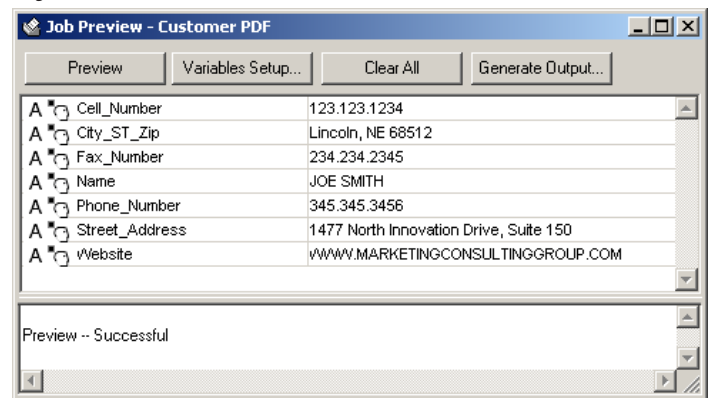 Job Preview - Customer PDF
Preview Variables Setup... Clear All Generate Output...
A Cell_Number 123.123.1234
A City_ST_Zip Lincoln, NE 68512
A Fax_Number 234.234.2345
A Name JOE SMITH
A Phone_Number 345.345.3456
A Street_Address 1477 North Innovation Drive, Suite 150
A Website WWW.MARKETINGCONSULTINGGROUP.COM
Preview -- Successful